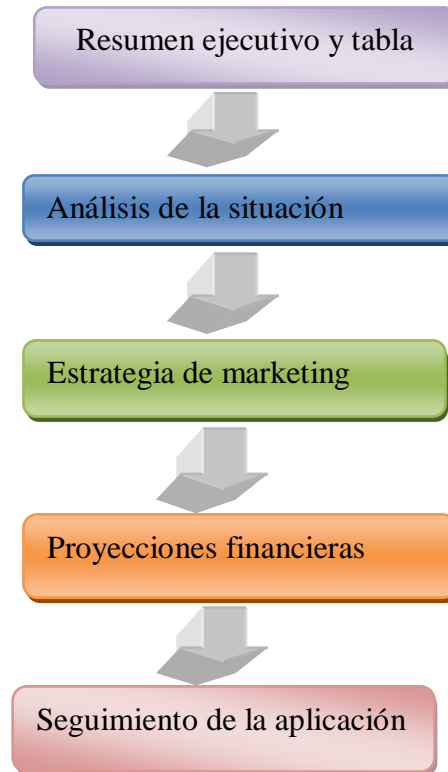 Resumen ejecutivo y tabla
Análisis de la situación
Estrategia de marketing
Proyecciones financieras
Seguimiento de la aplicación